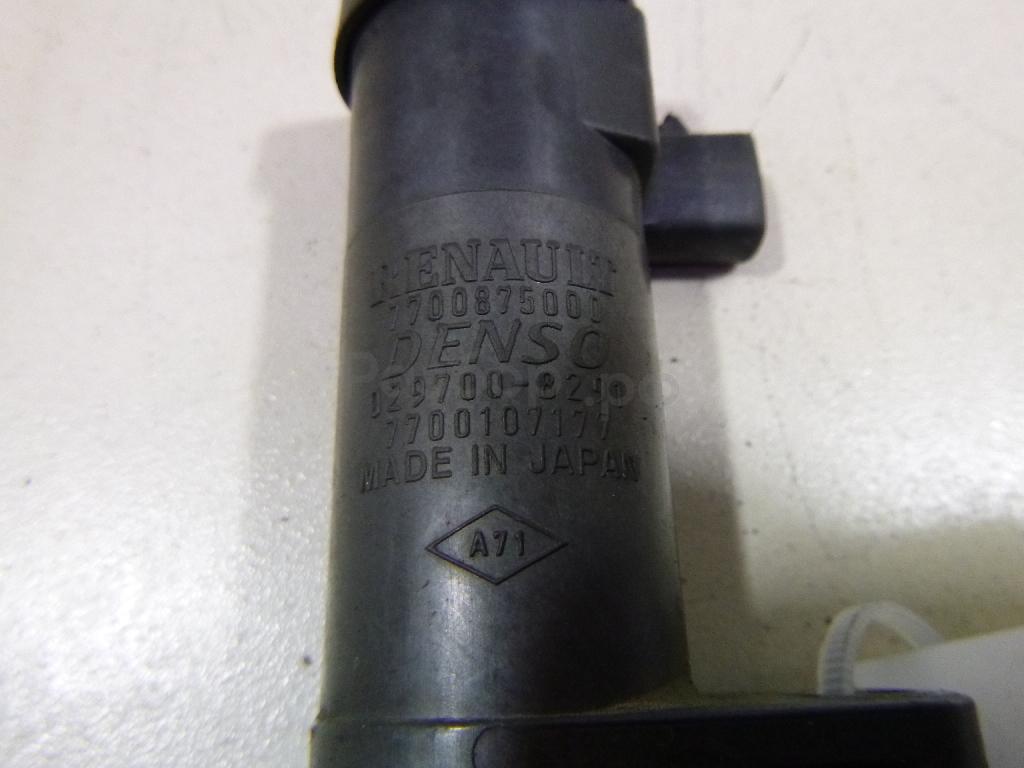 RENAULT
7700875000
DENSO
7700107177
MADE IN JAPAN
A71